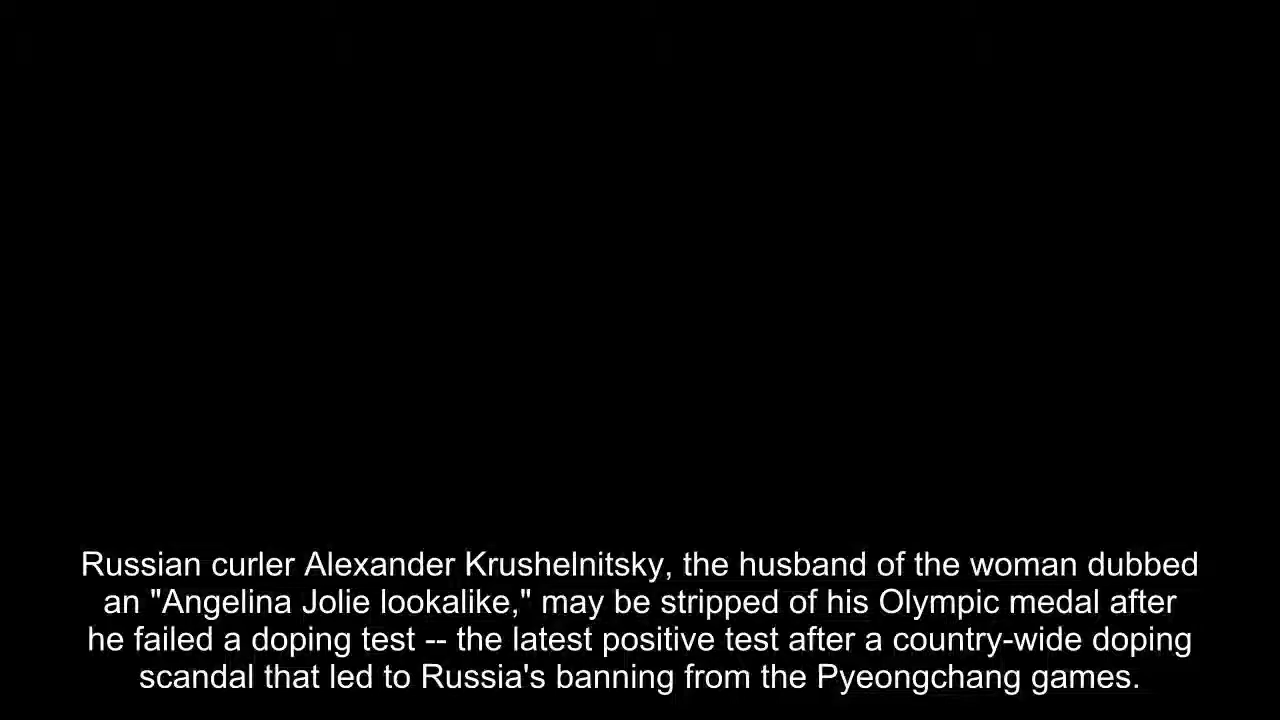 Russian curler Alexander Krushelnitsky, the husband of the woman dubbed
an "Angelina Jolie lookalike," may be stripped of his Olympic medal after
he failed a doping test -- the latest positive test after a country-wide doping
scandal that led to Russia's banning from the Pyeongchang games.